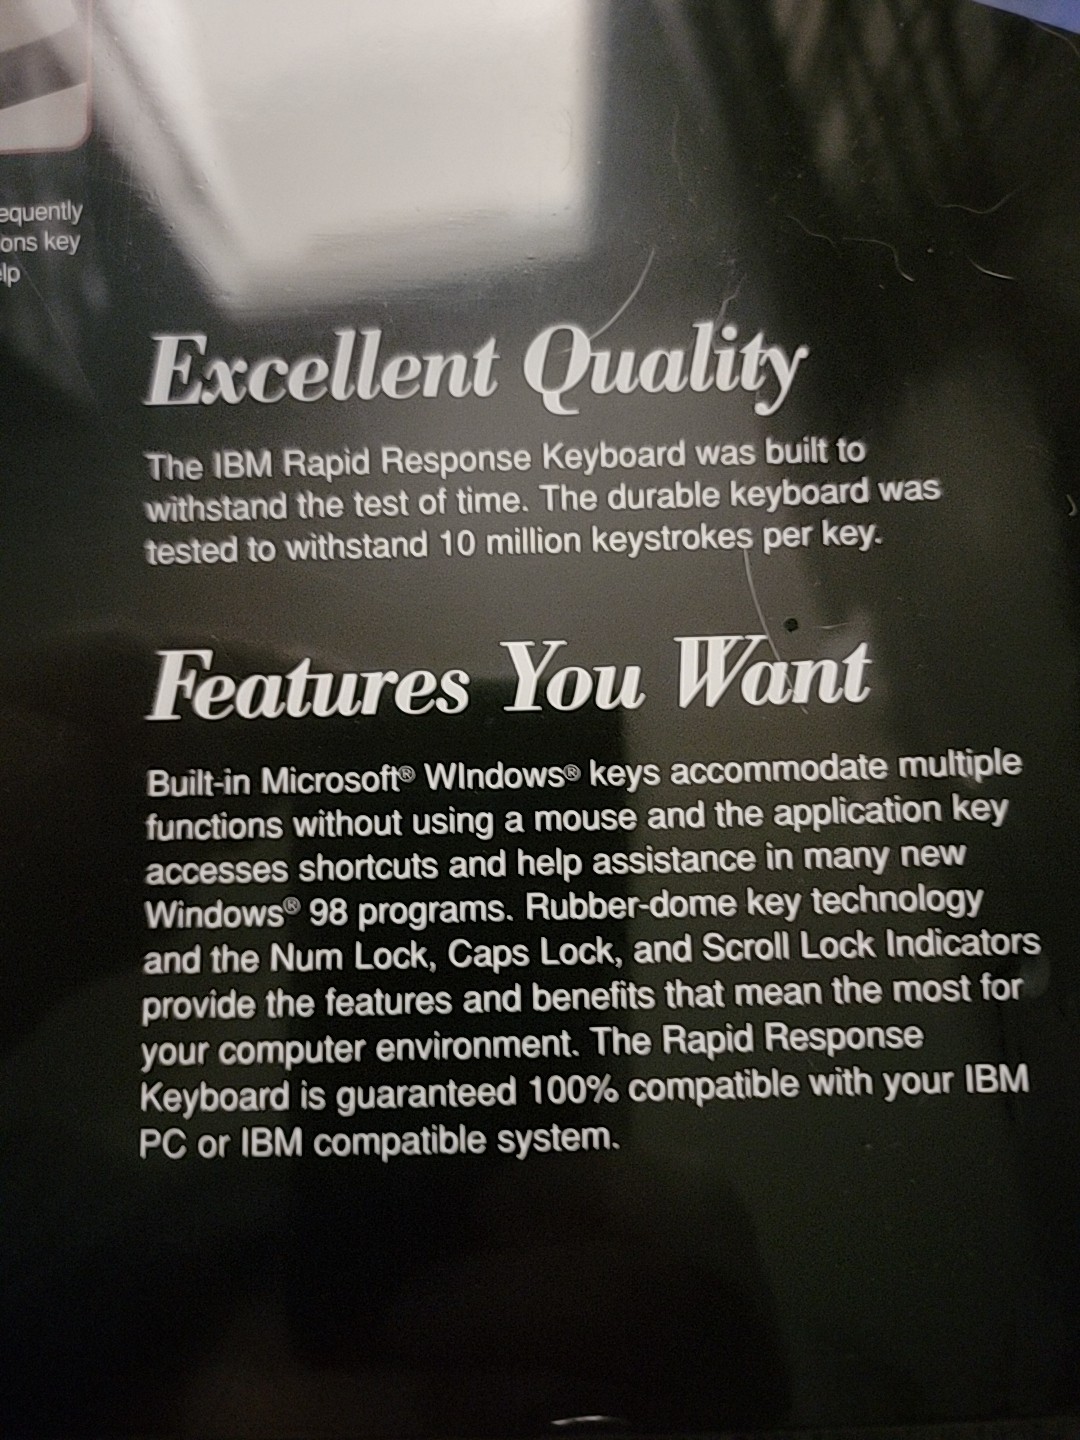 equently
ons key
elp
Excellent Quality
The IBM Rapid Response Keyboard was built to
withstand the test of time. The durable keyboard was
tested to withstand 10 million keystrokes per key.
Features You Want
Built-in Microsoft® WIndows® keys accommodate multiple
functions without using a mouse and the application key
accesses shortcuts and help assistance in many new
Windows® 98 programs. Rubber-dome key technology
and the Num Lock, Caps Lock, and Scroll Lock Indicators
provide the features and benefits that mean the most for
your computer environment. The Rapid Response
Keyboard is guaranteed 100% compatible with your IBM
PC or IBM compatible system.